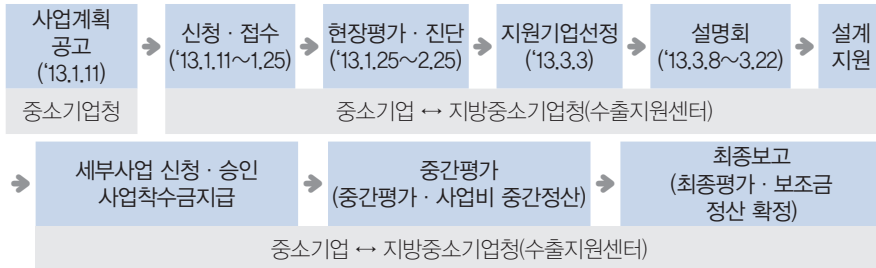 사업계획
공고
(‘13.1.11)
신청 · 접수
(‘13.1.11~1.25)
현장평가 · 진단
(‘13.1.25~2.25)
지원기업선정
(‘13.3.3)
설명회
(‘13.3.8~3.22)
설계
지원
중소기업청
중소기업 ↔ 지방중소기업청(수출지원센터)
세부사업 신청 · 승인
사업착수금지급
중간평가
(중간평가 · 사업비 중간정산)
최종보고
(최종평가 · 보조금
정산 확정)
중소기업 ↔ 지방중소기업청(수출지원센터)